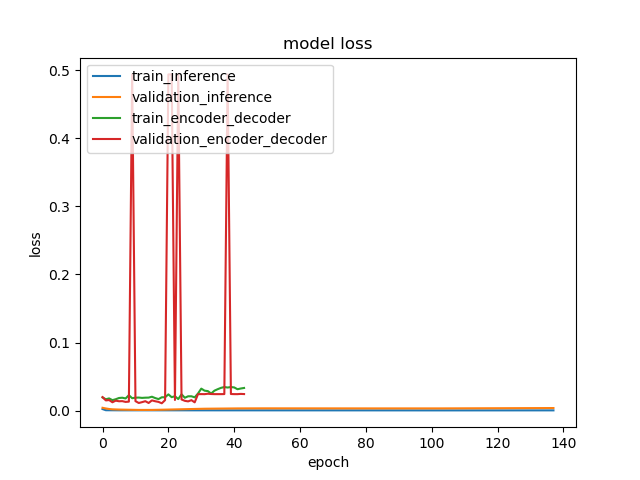 model loss
train_inference
validation_inference
train_encoder_decoder
validation_encoder_decoder
loss
0.5
0.4
0.3
0.2
0.1
0.0
0 20 40 60 80 100 120 140
epoch